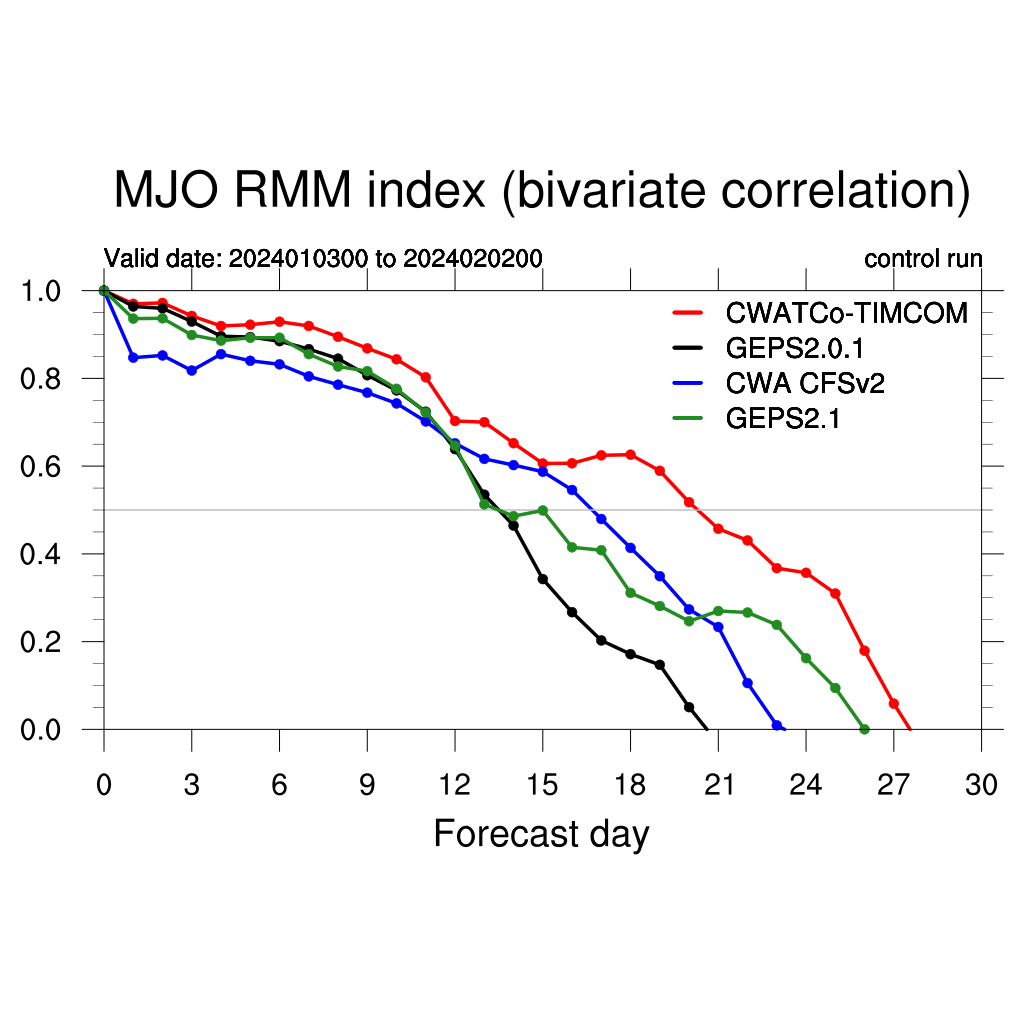 MJO RMM index (bivariate correlation)
Valid date: 2024010300 to 2024020200 control run
1.0
0.8
0.6
0.4
0.2
0.0
CWATCo-TIMCOM
GEPS2.0.1
CWA CFSv2
GEPS2.1
0 3 6 9 12 15 18 21 24 27 30
Forecast day